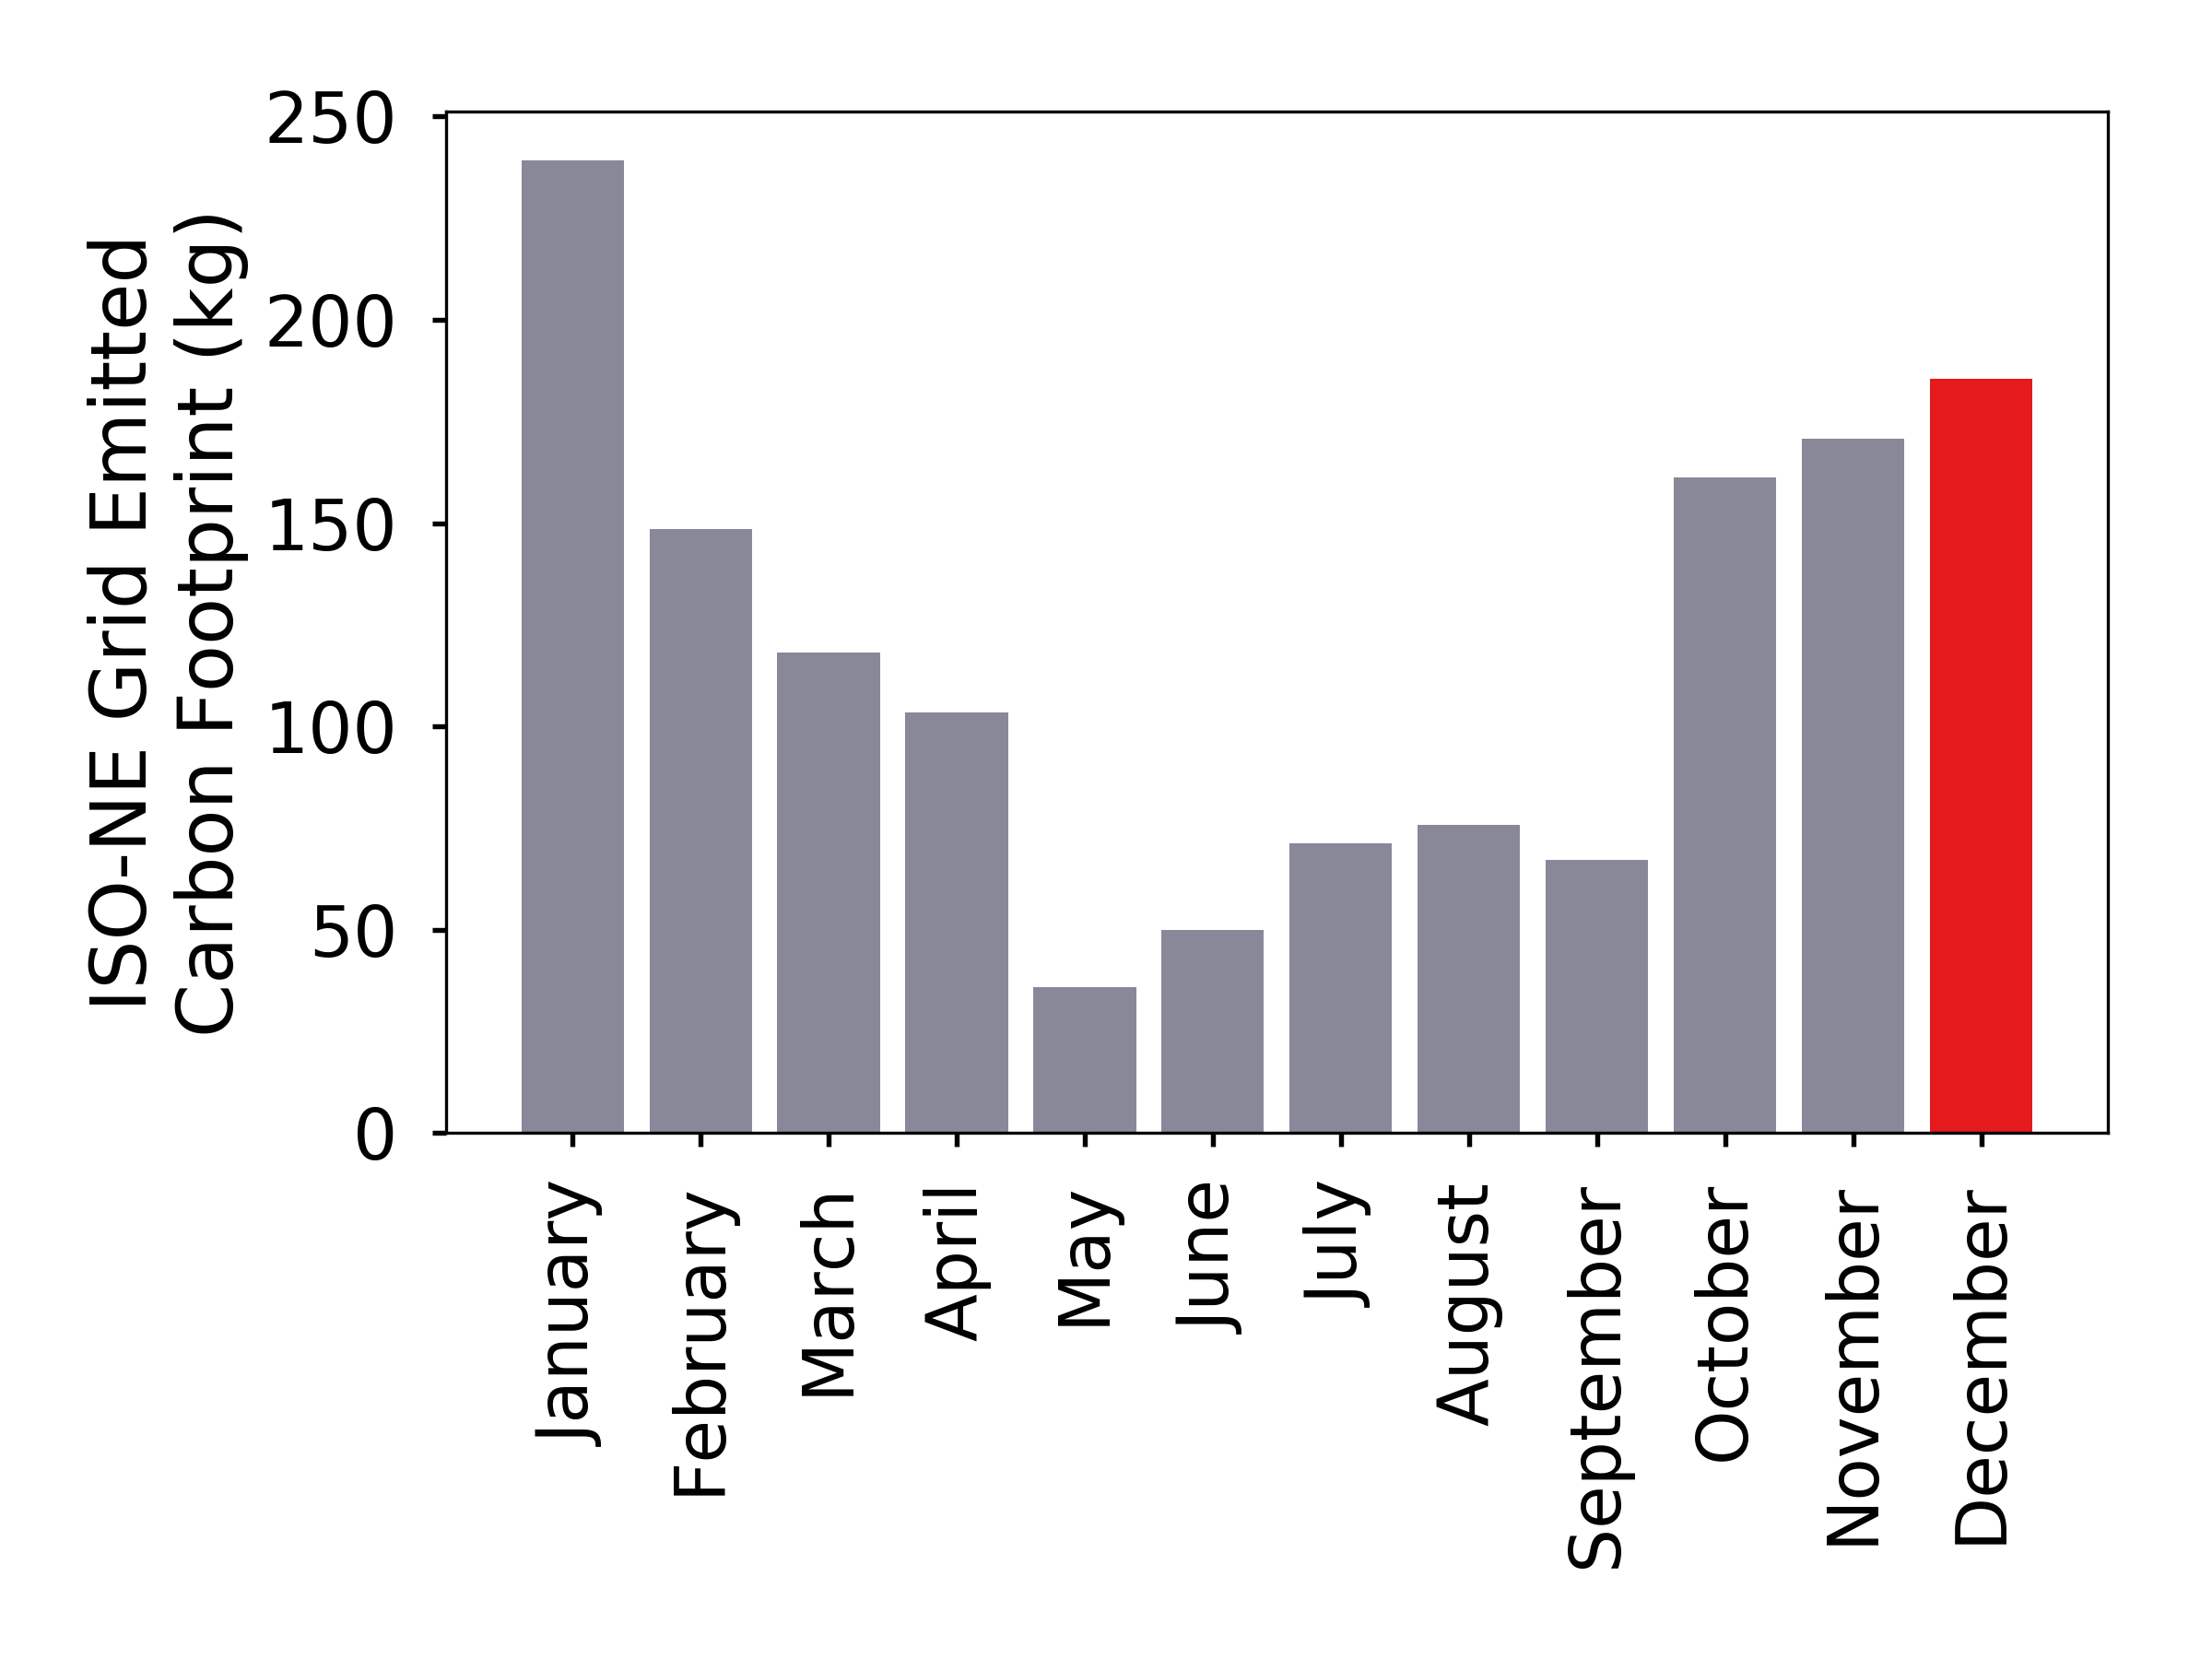 ISO-NE Grid Emitted
Carbon Footprint (kg)
250
200
150
100
50
0
January
February
March
April
May
June
July
August
September
October
November
December